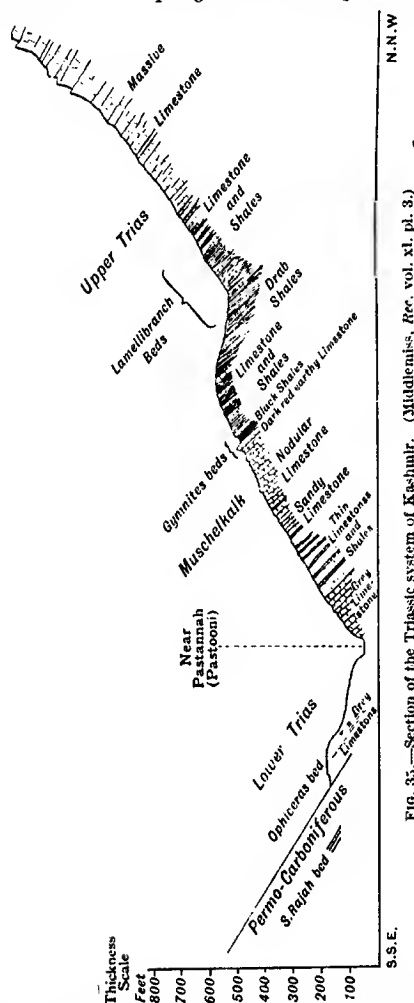 Thickness
Scale
Feet
800
700
600
500
400
300
200
100
S.S.E.
N.N.W
Permo-Carboniferous
S. Rajah bed
Ophiceras bed
Lower Trias
Grey
Limestone
Near
Pastannah
(Pastooni)
Grey
Lime-
stone
Thin
Limestones
and
Shales
Sandy
Limestone
Nodular
Limestone
Muschelkalk
Gymnites beds
Dark red earthy Limestone
Black Shales
Limestone
and
Shales
Drab
Shales
Lamellibranch
Beds
Limestone
and
Shales
Upper Trias
Massive
Limestone
FIG. 35.—Section of the Triassic system of Kashmir. (Middlemiss, Rec. vol. xl. pl. 3.)